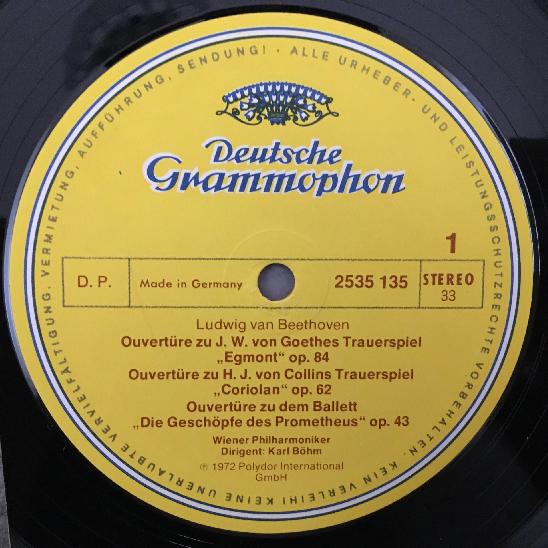 ALLE URHEBER- UND LEISTUNGSSCHUTZRECHTE VORBEHALTEN. KEIN VERLEIH! KEINE UNERLAUBTE VERVIELFÄLTIGUNG, VERMIETUNG, AUFFÜHRUNG, SENDUNG! ·
Deutsche
Grammophon
1
D. P.
Made in Germany
2535 135
STEREO
33
Ludwig van Beethoven
Ouvertüre zu J. W. von Goethes Trauerspiel
„Egmont“ op. 84
Ouvertüre zu H. J. von Collins Trauerspiel
„Coriolan“ op. 62
Ouvertüre zu dem Ballett
„Die Geschöpfe des Prometheus“ op. 43
Wiener Philharmoniker
Dirigent: Karl Böhm
℗ 1972 Polydor International
GmbH